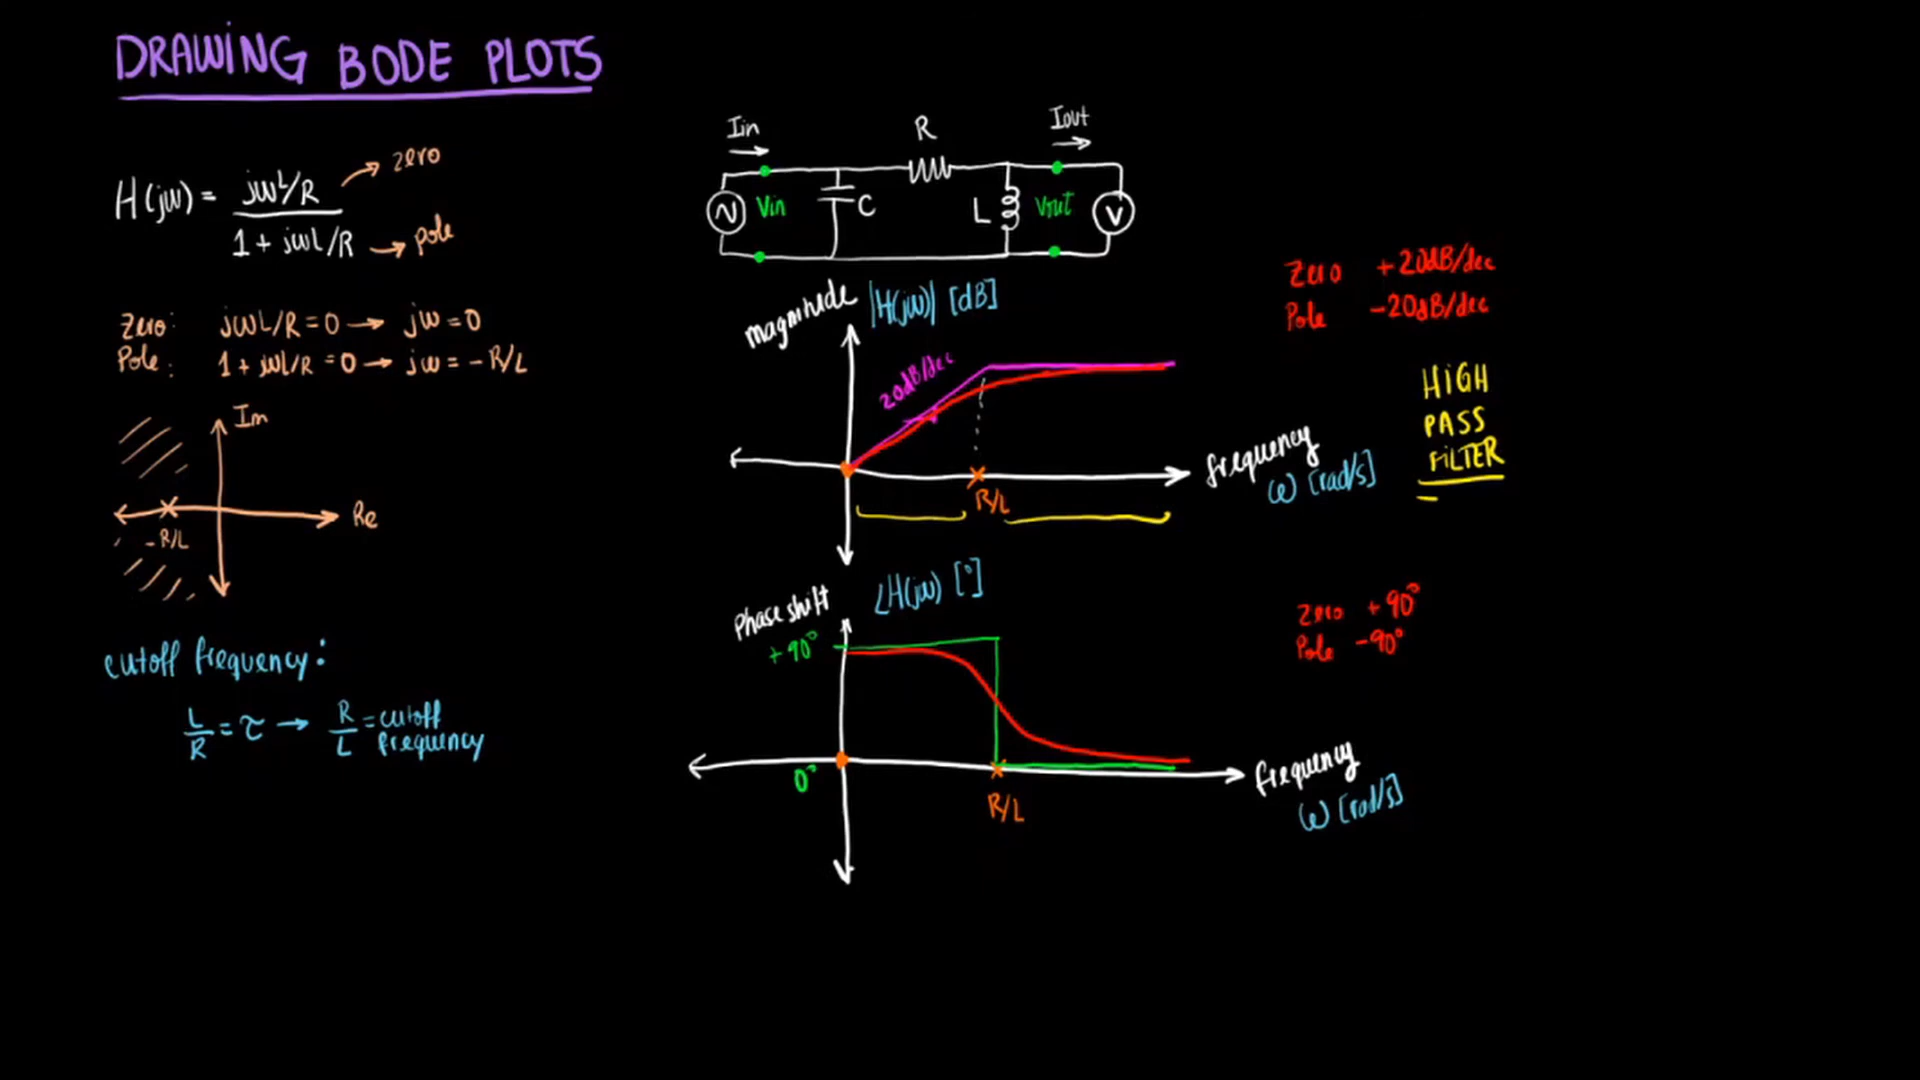 DRAWING BODE PLOTS
H(jω) = jωL/R → zero
1 + jωL/R → pole
Zero: jωL/R = 0 → jω = 0
Pole: 1 + jωL/R = 0 → jω = - R/L
Im
Re
- R/L
cutoff frequency:
L/R = τ → R/L = cutoff frequency
Iin
R
Iout
Vin
C
L
Vout
V
magnitude |H(jω)| [dB]
20dB/dec
R/L
frequency
ω [rad/s]
Zero +20dB/dec
Pole -20dB/dec
HIGH
PASS
FILTER
Phase shift ∠H(jω) [°]
+90°
0°
R/L
frequency
ω [rad/s]
Zero +90°
Pole -90°